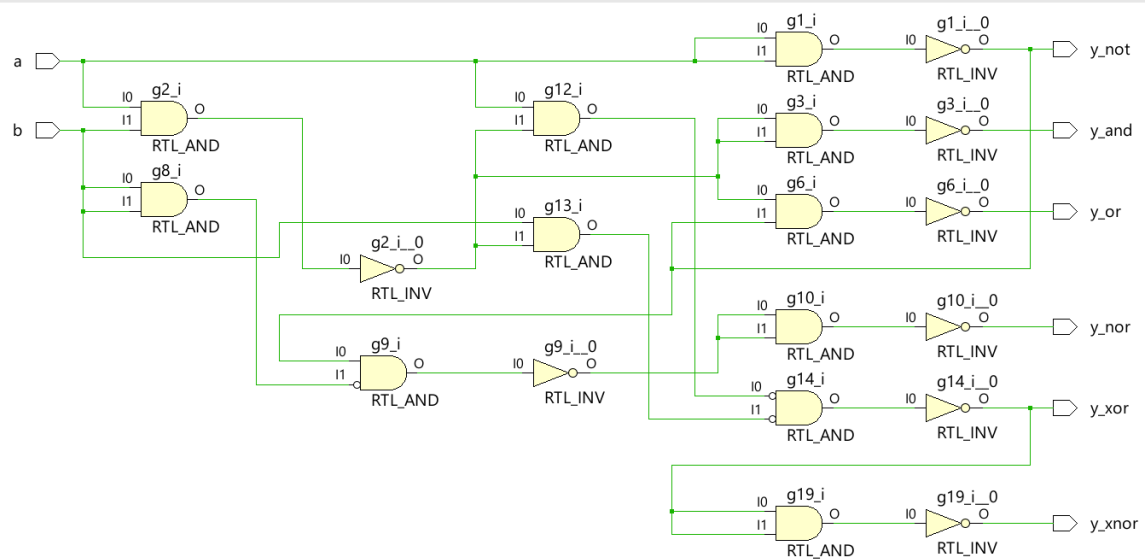 g1_i
g1_i__0
I0
O
I0
O
y_not
a
I1
RTL_AND
RTL_INV
g2_i
g12_i
g3_i
g3_i__0
I0
O
I0
O
I0
O
I0
O
y_and
b
I1
I1
I1
RTL_AND
RTL_AND
RTL_AND
RTL_INV
g8_i
g6_i
g6_i__0
I0
O
I0
O
I0
O
y_or
I1
I1
RTL_AND
RTL_AND
RTL_INV
g13_i
I0
O
I1
RTL_AND
g2_i__0
I0
O
RTL_INV
g10_i
g10_i__0
I0
O
I0
O
y_nor
I1
RTL_AND
RTL_INV
g9_i
g9_i__0
I0
O
I0
O
I1
RTL_AND
RTL_INV
g14_i
g14_i__0
I0
O
I0
O
y_xor
I1
RTL_AND
RTL_INV
g19_i
g19_i__0
I0
O
I0
O
y_xnor
I1
RTL_AND
RTL_INV